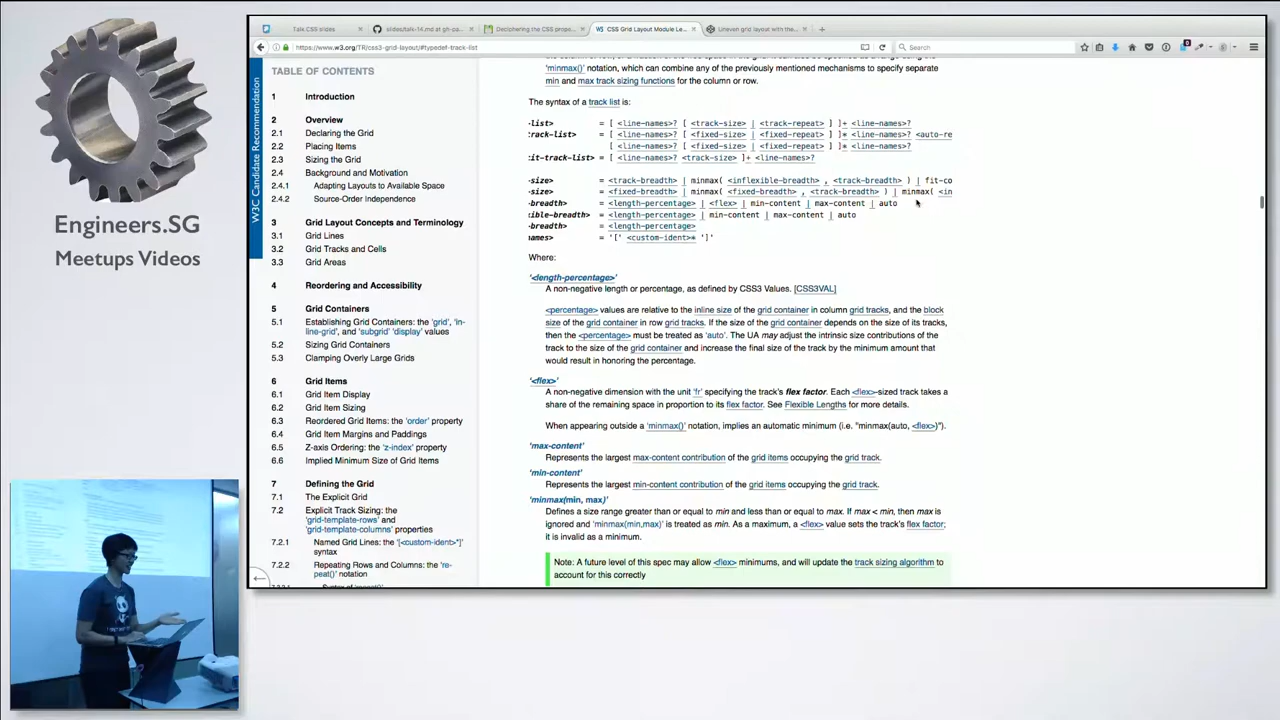 Talk.CSS slides
slides/talk-14.md at gh-pa...
Deciphering the CSS prope...
CSS Grid Layout Module Le...
Uneven grid layout with the...
https://www.w3.org/TR/css3-grid-layout/#typedef-track-list
Search
Engineers.SG
Meetups Videos
W3C Candidate Recommendation
TABLE OF CONTENTS
1 Introduction
2 Overview
2.1 Declaring the Grid
2.2 Placing Items
2.3 Sizing the Grid
2.4 Background and Motivation
2.4.1 Adapting Layouts to Available Space
2.4.2 Source-Order Independence
3 Grid Layout Concepts and Terminology
3.1 Grid Lines
3.2 Grid Tracks and Cells
3.3 Grid Areas
4 Reordering and Accessibility
5 Grid Containers
5.1 Establishing Grid Containers: the 'grid', 'in-
line-grid', and 'subgrid' 'display' values
5.2 Sizing Grid Containers
5.3 Clamping Overly Large Grids
6 Grid Items
6.1 Grid Item Display
6.2 Grid Item Sizing
6.3 Reordered Grid Items: the 'order' property
6.4 Grid Item Margins and Paddings
6.5 Z-axis Ordering: the 'z-index' property
6.6 Implied Minimum Size of Grid Items
7 Defining the Grid
7.1 The Explicit Grid
7.2 Explicit Track Sizing: the
'grid-template-rows' and
'grid-template-columns' properties
7.2.1 Named Grid Lines: the '[<custom-ident>*]'
syntax
7.2.2 Repeating Rows and Columns: the 're-
peat()' notation
'minmax()' notation, which can combine any of the previously mentioned mechanisms to specify separate
min and max track sizing functions for the column or row.
The syntax of a track list is:
-list> = [ <line-names>? [ <track-size> | <track-repeat> ] ]+ <line-names>?
track-list> = [ <line-names>? [ <fixed-size> | <fixed-repeat> ] ]* <line-names>? <auto-re
[ <line-names>? [ <fixed-size> | <fixed-repeat> ] ]* <line-names>?
it-track-list> = [ <line-names>? <track-size> ]+ <line-names>?
-size> = <track-breadth> | minmax( <inflexible-breadth> , <track-breadth> ) | fit-co
-size> = <fixed-breadth> | minmax( <fixed-breadth> , <track-breadth> ) | minmax( <in
-breadth> = <length-percentage> | <flex> | min-content | max-content | auto
ible-breadth> = <length-percentage> | min-content | max-content | auto
-breadth> = <length-percentage>
names> = '[' <custom-ident>* ']'
Where:
'<length-percentage>'
A non-negative length or percentage, as defined by CSS3 Values. [CSS3VAL]
<percentage> values are relative to the inline size of the grid container in column grid tracks, and the block
size of the grid container in row grid tracks. If the size of the grid container depends on the size of its tracks,
then the <percentage> must be treated as 'auto'. The UA may adjust the intrinsic size contributions of the
track to the size of the grid container and increase the final size of the track by the minimum amount that
would result in honoring the percentage.
'<flex>'
A non-negative dimension with the unit 'fr' specifying the track's flex factor. Each <flex>-sized track takes a
share of the remaining space in proportion to its flex factor. See Flexible Lengths for more details.
When appearing outside a 'minmax()' notation, implies an automatic minimum (i.e. "minmax(auto, <flex>)").
'max-content'
Represents the largest max-content contribution of the grid items occupying the grid track.
'min-content'
Represents the largest min-content contribution of the grid items occupying the grid track.
'minmax(min, max)'
Defines a size range greater than or equal to min and less than or equal to max. If max < min, then max is
ignored and 'minmax(min,max)' is treated as min. As a maximum, a <flex> value sets the track's flex factor;
it is invalid as a minimum.
Note: A future level of this spec may allow <flex> minimums, and will update the track sizing algorithm to
account for this correctly